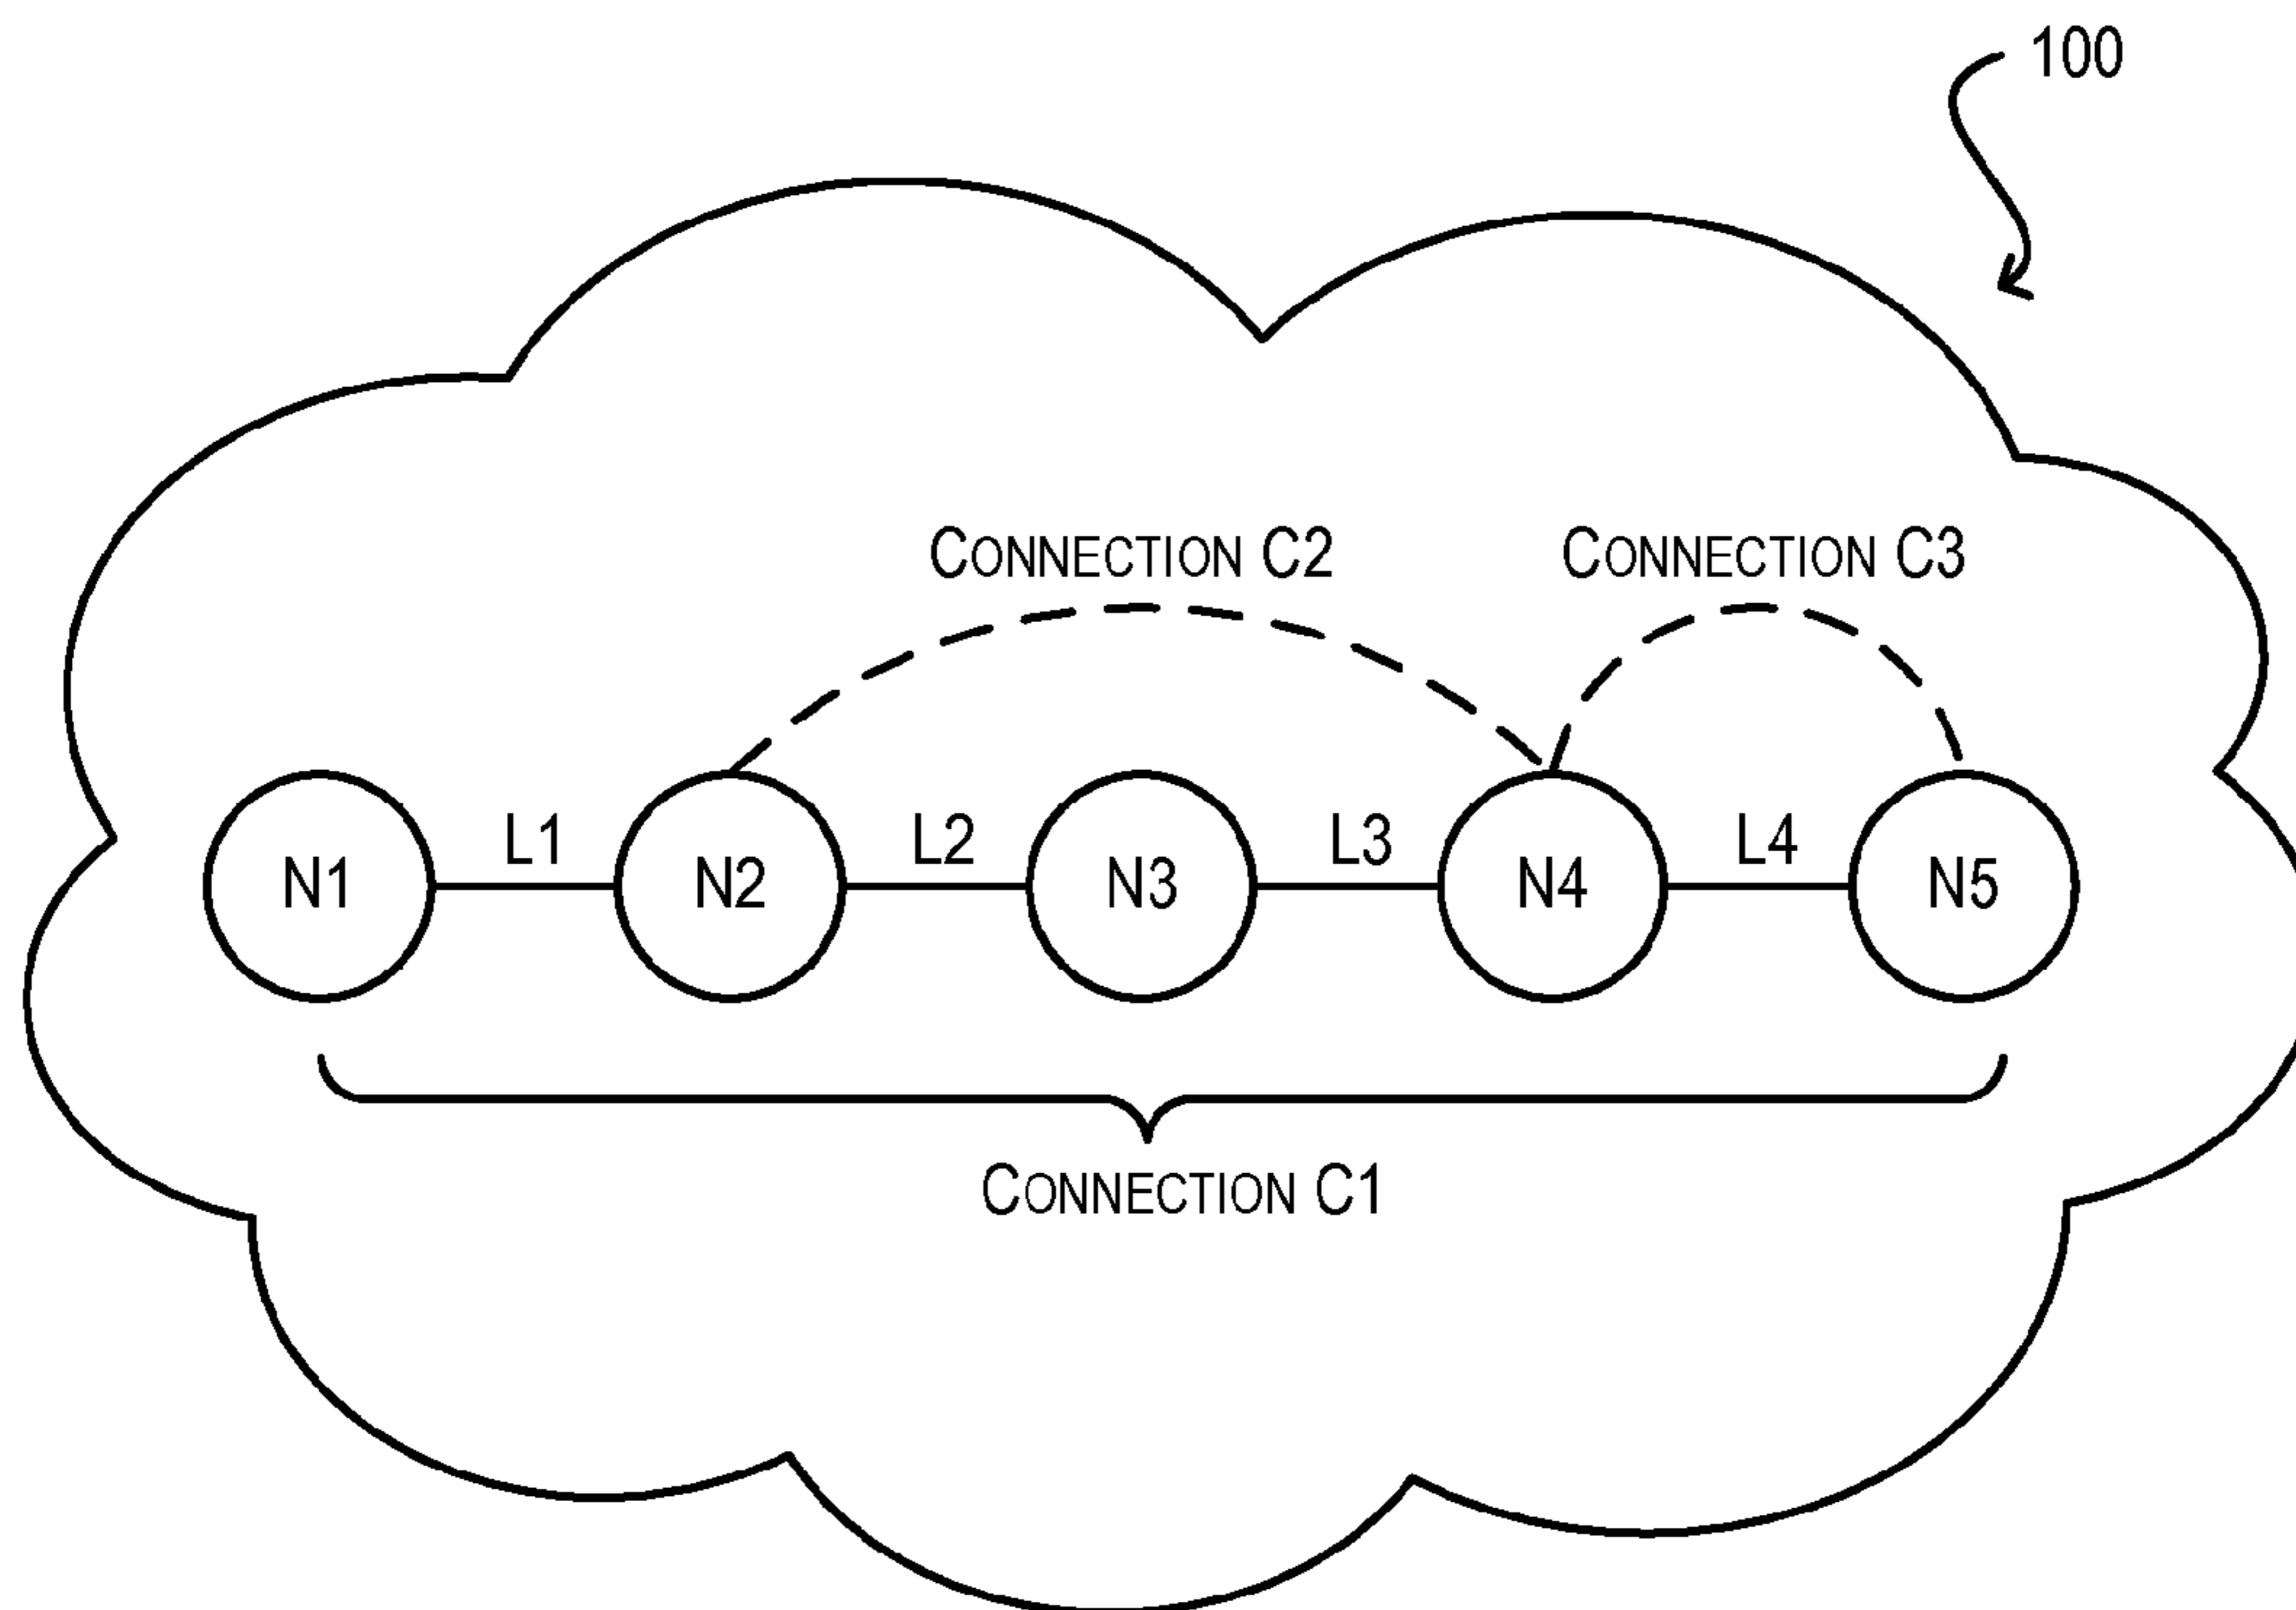 100
CONNECTION C2 CONNECTION C3
L1 L2 L3 L4
N1 N2 N3 N4 N5
CONNECTION C1